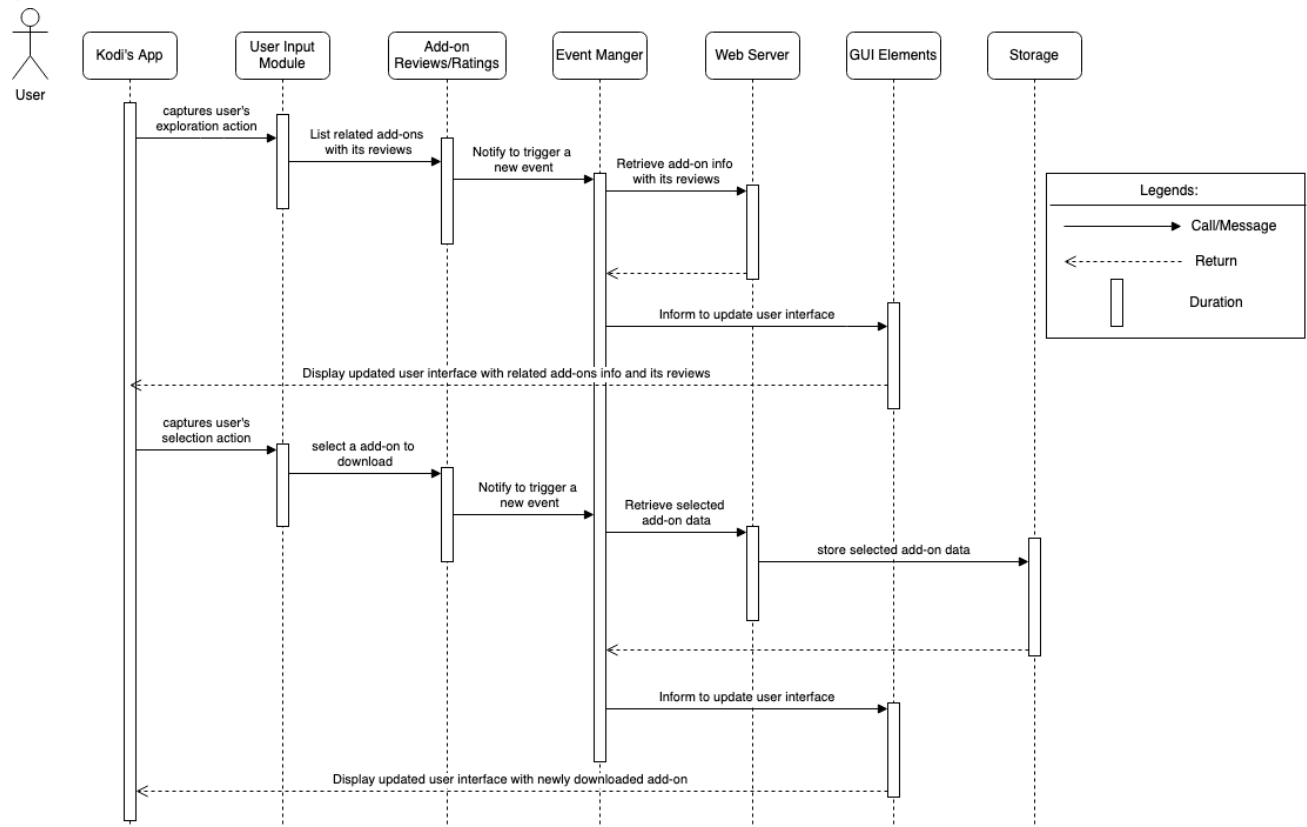 User
Kodi's App
User Input
Module
Add-on
Reviews/Ratings
Event Manger
Web Server
GUI Elements
Storage
captures user's
exploration action
List related add-ons
with its reviews
Notify to trigger a
new event
Retrieve add-on info
with its reviews
Legends:
Call/Message
Return
Duration
Inform to update user interface
Display updated user interface with related add-ons info and its reviews
captures user's
selection action
select a add-on to
download
Notify to trigger a
new event
Retrieve selected
add-on data
store selected add-on data
Inform to update user interface
Display updated user interface with newly downloaded add-on